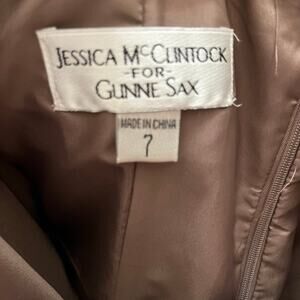 JESSICA McCLINTOCK
-FOR-
GUNNE SAX
MADE IN CHINA
7